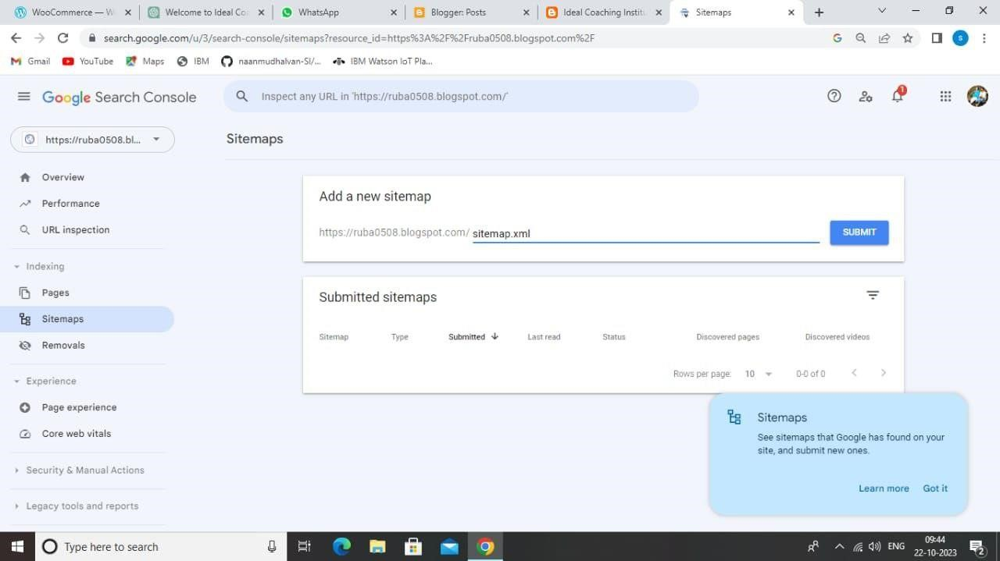 WooCommerce — W
Welcome to Ideal Coa
WhatsApp
Blogger: Posts
Ideal Coaching Institu
Sitemaps
search.google.com/u/3/search-console/sitemaps?resource_id=https%3A%2F%2Fruba0508.blogspot.com%2F
S
Gmail
YouTube
Maps
IBM
naanmudhalvan-SI/...
IBM Watson IoT Pla...
Google Search Console
Inspect any URL in 'https://ruba0508.blogspot.com/'
1
https://ruba0508.bl...
Sitemaps
Overview
Performance
URL inspection
Indexing
Pages
Sitemaps
Removals
Experience
Page experience
Core web vitals
Security & Manual Actions
Legacy tools and reports
Add a new sitemap
https://ruba0508.blogspot.com/ sitemap.xml
SUBMIT
Submitted sitemaps
Sitemap Type Submitted Last read Status Discovered pages Discovered videos
Rows per page: 10 0-0 of 0
Sitemaps
See sitemaps that Google has found on your
site, and submit new ones.
Learn more Got it
Type here to search
ENG
09:44
22-10-2023
2